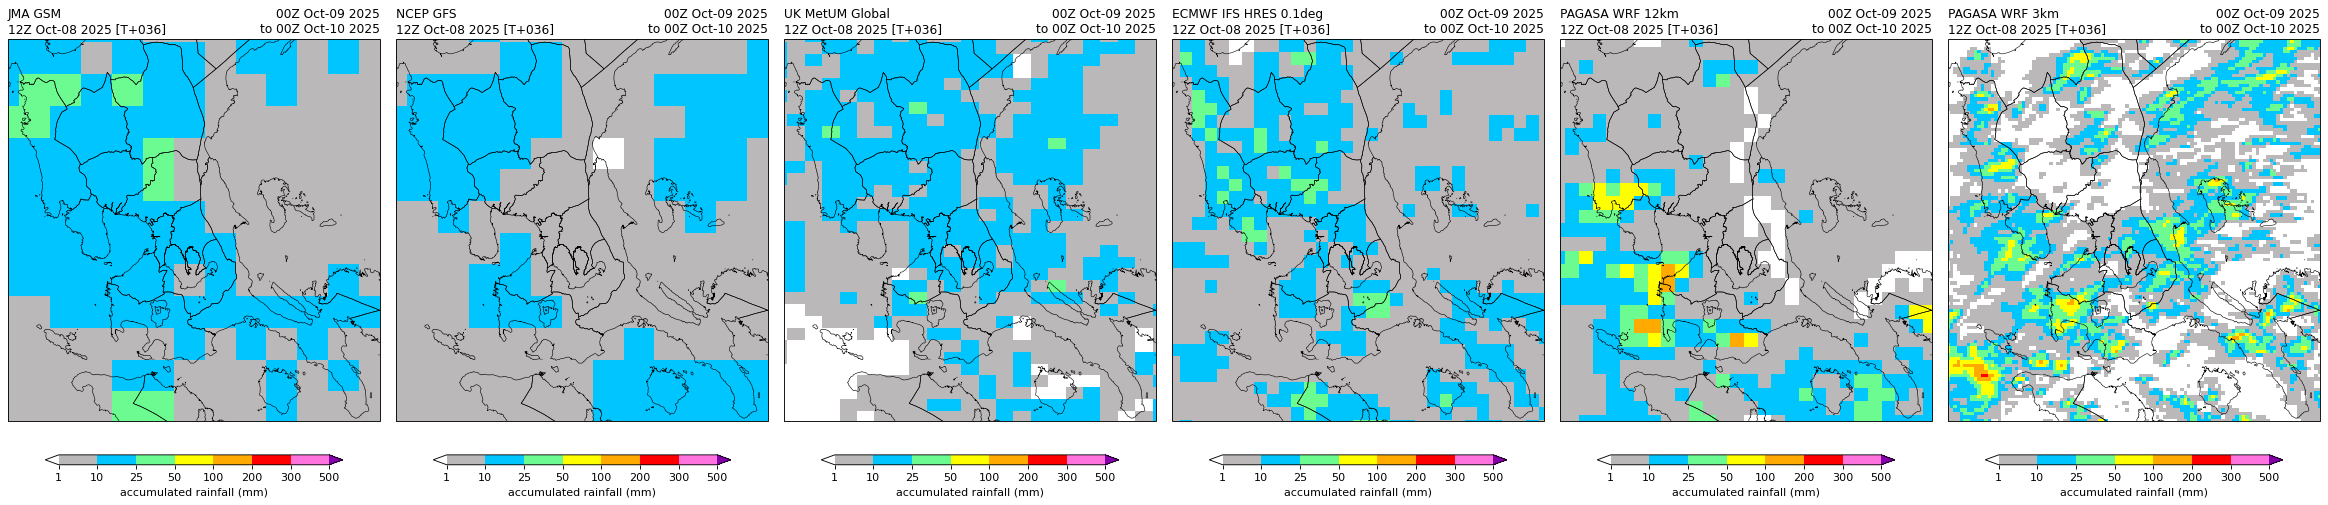 JMA GSM 00Z Oct-09 2025
12Z Oct-08 2025 [T+036] to 00Z Oct-10 2025
NCEP GFS 00Z Oct-09 2025
12Z Oct-08 2025 [T+036] to 00Z Oct-10 2025
UK MetUM Global 00Z Oct-09 2025
12Z Oct-08 2025 [T+036] to 00Z Oct-10 2025
ECMWF IFS HRES 0.1deg 00Z Oct-09 2025
12Z Oct-08 2025 [T+036] to 00Z Oct-10 2025
PAGASA WRF 12km 00Z Oct-09 2025
12Z Oct-08 2025 [T+036] to 00Z Oct-10 2025
PAGASA WRF 3km 00Z Oct-09 2025
12Z Oct-08 2025 [T+036] to 00Z Oct-10 2025
1 10 25 50 100 200 300 500
accumulated rainfall (mm)
1 10 25 50 100 200 300 500
accumulated rainfall (mm)
1 10 25 50 100 200 300 500
accumulated rainfall (mm)
1 10 25 50 100 200 300 500
accumulated rainfall (mm)
1 10 25 50 100 200 300 500
accumulated rainfall (mm)
1 10 25 50 100 200 300 500
accumulated rainfall (mm)